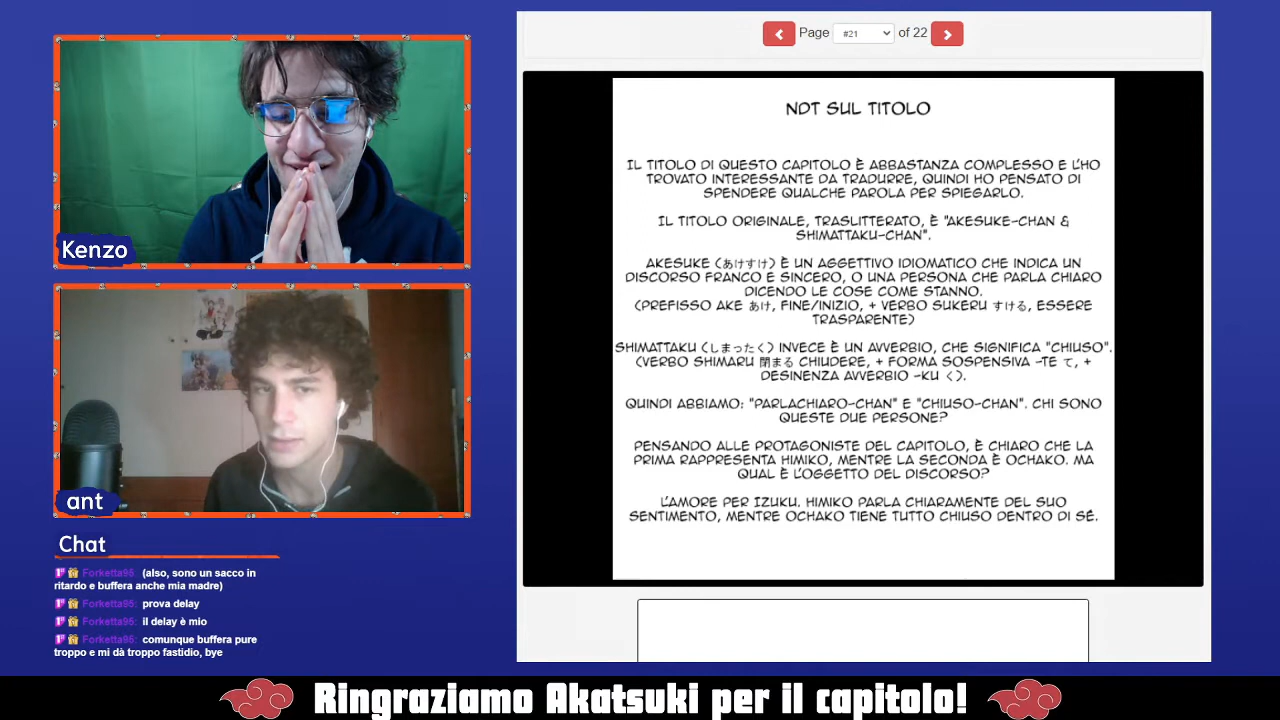 Kenzo
ant
Chat
Forketta95: (also, sono un sacco in
ritardo e buffera anche mia madre)
Forketta95: prova delay
Forketta95: il delay è mio
Forketta95: comunque buffera pure
troppo e mi dà troppo fastidio, bye
Page #21 of 22
NDT SUL TITOLO
IL TITOLO DI QUESTO CAPITOLO È ABBASTANZA COMPLESSO E L'HO
TROVATO INTERESSANTE DA TRADURRE, QUINDI HO PENSATO DI
SPENDERE QUALCHE PAROLA PER SPIEGARLO.
IL TITOLO ORIGINALE, TRASLITTERATO, È "AKESUKE-CHAN &
SHIMATTAKU-CHAN".
AKESUKE (あけすけ) È UN AGGETTIVO IDIOMATICO CHE INDICA UN
DISCORSO FRANCO E SINCERO, O UNA PERSONA CHE PARLA CHIARO
DICENDO LE COSE COME STANNO.
(PREFISSO AKE あけ, FINE/INIZIO, + VERBO SUKERU すける, ESSERE
TRASPARENTE)
SHIMATTAKU (しまったく) INVECE È UN AVVERBIO, CHE SIGNIFICA "CHIUSO".
(VERBO SHIMARU 閉まる CHIUDERE, + FORMA SOSPENSIVA -TE て, +
DESINENZA AVVERBIO -KU く).
QUINDI ABBIAMO: "PARLACHIARO-CHAN" E "CHIUSO-CHAN". CHI SONO
QUESTE DUE PERSONE?
PENSANDO ALLE PROTAGONISTE DEL CAPITOLO, È CHIARO CHE LA
PRIMA RAPPRESENTA HIMIKO, MENTRE LA SECONDA È OCHAKO. MA
QUAL È L'OGGETTO DEL DISCORSO?
L'AMORE PER IZUKU. HIMIKO PARLA CHIARAMENTE DEL SUO
SENTIMENTO, MENTRE OCHAKO TIENE TUTTO CHIUSO DENTRO DI SÉ.
Ringraziamo Akatsuki per il capitolo!